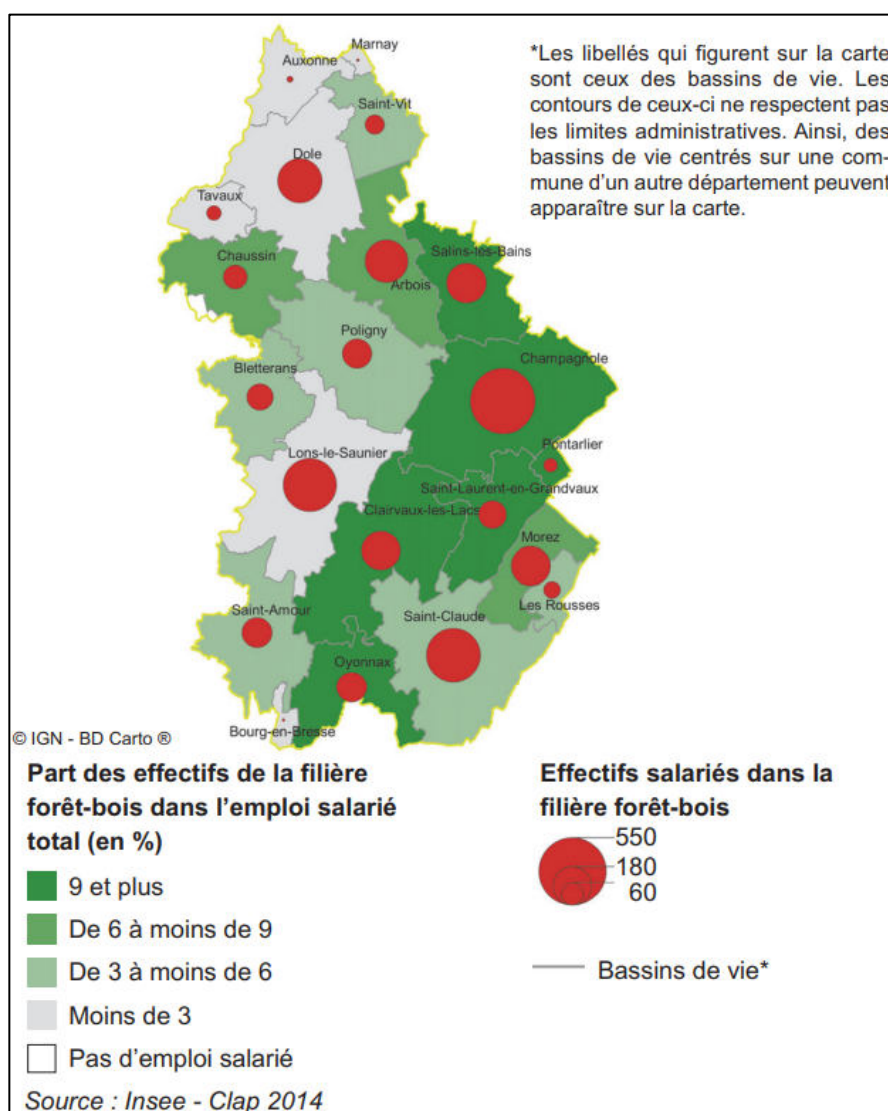 Marnay
Auxonne
Saint-Vit
Dole
Tavaux
Chaussin
Salins-les-Bains
Arbois
Poligny
Champagnole
Bletterans
Pontarlier
Lons-le-Saunier
Saint-Laurent-en-Grandvaux
Clairvaux-les-Lacs
Morez
Les Rousses
Saint-Amour
Saint-Claude
Oyonnax
Bourg-en-Bresse
*Les libellés qui figurent sur la carte
sont ceux des bassins de vie. Les
contours de ceux-ci ne respectent pas
les limites administratives. Ainsi, des
bassins de vie centrés sur une com-
mune d'un autre département peuvent
apparaître sur la carte.
© IGN - BD Carto ®
Part des effectifs de la filière
forêt-bois dans l'emploi salarié
total (en %)
9 et plus
De 6 à moins de 9
De 3 à moins de 6
Moins de 3
Pas d'emploi salarié
Source : Insee - Clap 2014
Effectifs salariés dans la
filière forêt-bois
550
180
60
Bassins de vie*